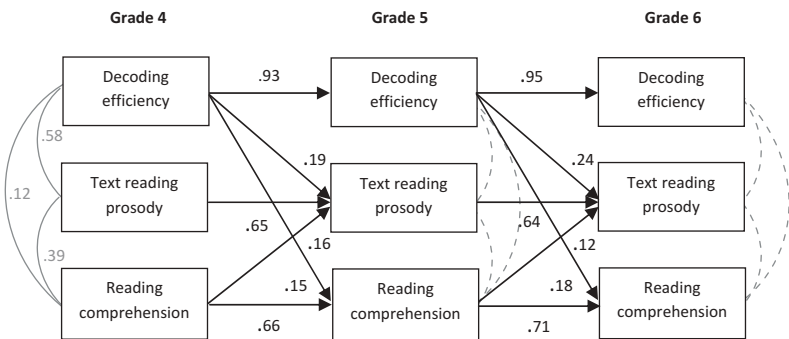 Grade 4 Grade 5 Grade 6
Decoding efficiency
.93
Decoding efficiency
.95
Decoding efficiency
.58
.19
.24
.12
Text reading prosody
Text reading prosody
Text reading prosody
.65
.64
.39
.16
.12
.15
.18
Reading comprehension
Reading comprehension
Reading comprehension
.66
.71